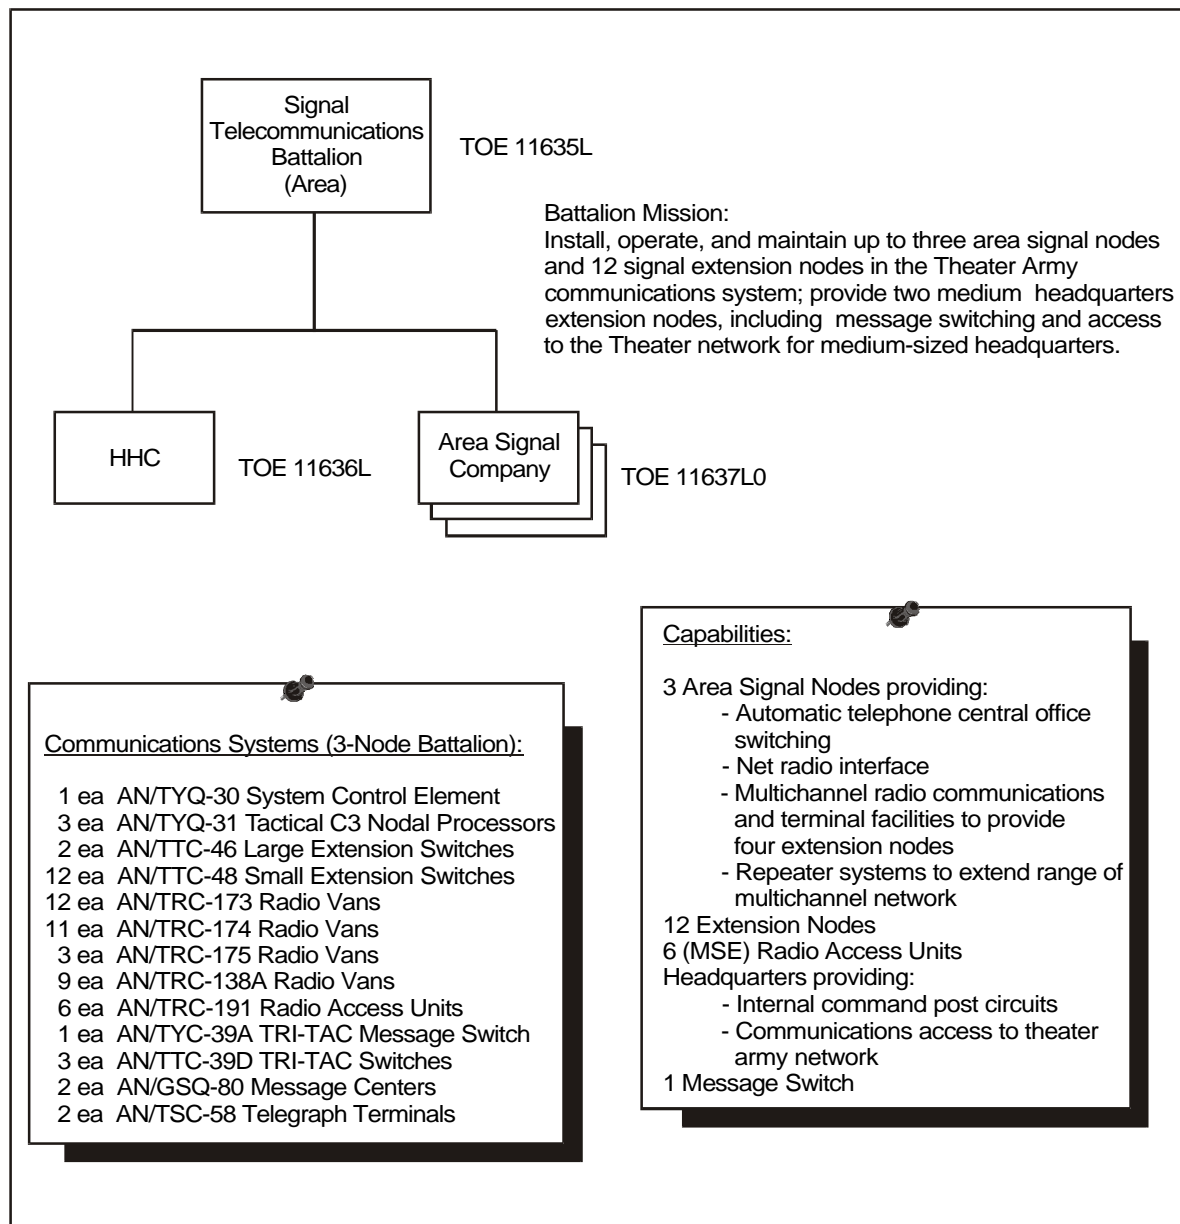 Signal
Telecommunications
Battalion
(Area)
TOE 11635L
Battalion Mission:
Install, operate, and maintain up to three area signal nodes
and 12 signal extension nodes in the Theater Army
communications system; provide two medium headquarters
extension nodes, including message switching and access
to the Theater network for medium-sized headquarters.
HHC
TOE 11636L
Area Signal
Company
TOE 11637L0
Communications Systems (3-Node Battalion):
1 ea AN/TYQ-30 System Control Element
3 ea AN/TYQ-31 Tactical C3 Nodal Processors
2 ea AN/TTC-46 Large Extension Switches
12 ea AN/TTC-48 Small Extension Switches
12 ea AN/TRC-173 Radio Vans
11 ea AN/TRC-174 Radio Vans
3 ea AN/TRC-175 Radio Vans
9 ea AN/TRC-138A Radio Vans
6 ea AN/TRC-191 Radio Access Units
1 ea AN/TYC-39A TRI-TAC Message Switch
3 ea AN/TTC-39D TRI-TAC Switches
2 ea AN/GSQ-80 Message Centers
2 ea AN/TSC-58 Telegraph Terminals
Capabilities:
3 Area Signal Nodes providing:
- Automatic telephone central office
switching
- Net radio interface
- Multichannel radio communications
and terminal facilities to provide
four extension nodes
- Repeater systems to extend range of
multichannel network
12 Extension Nodes
6 (MSE) Radio Access Units
Headquarters providing:
- Internal command post circuits
- Communications access to theater
army network
1 Message Switch